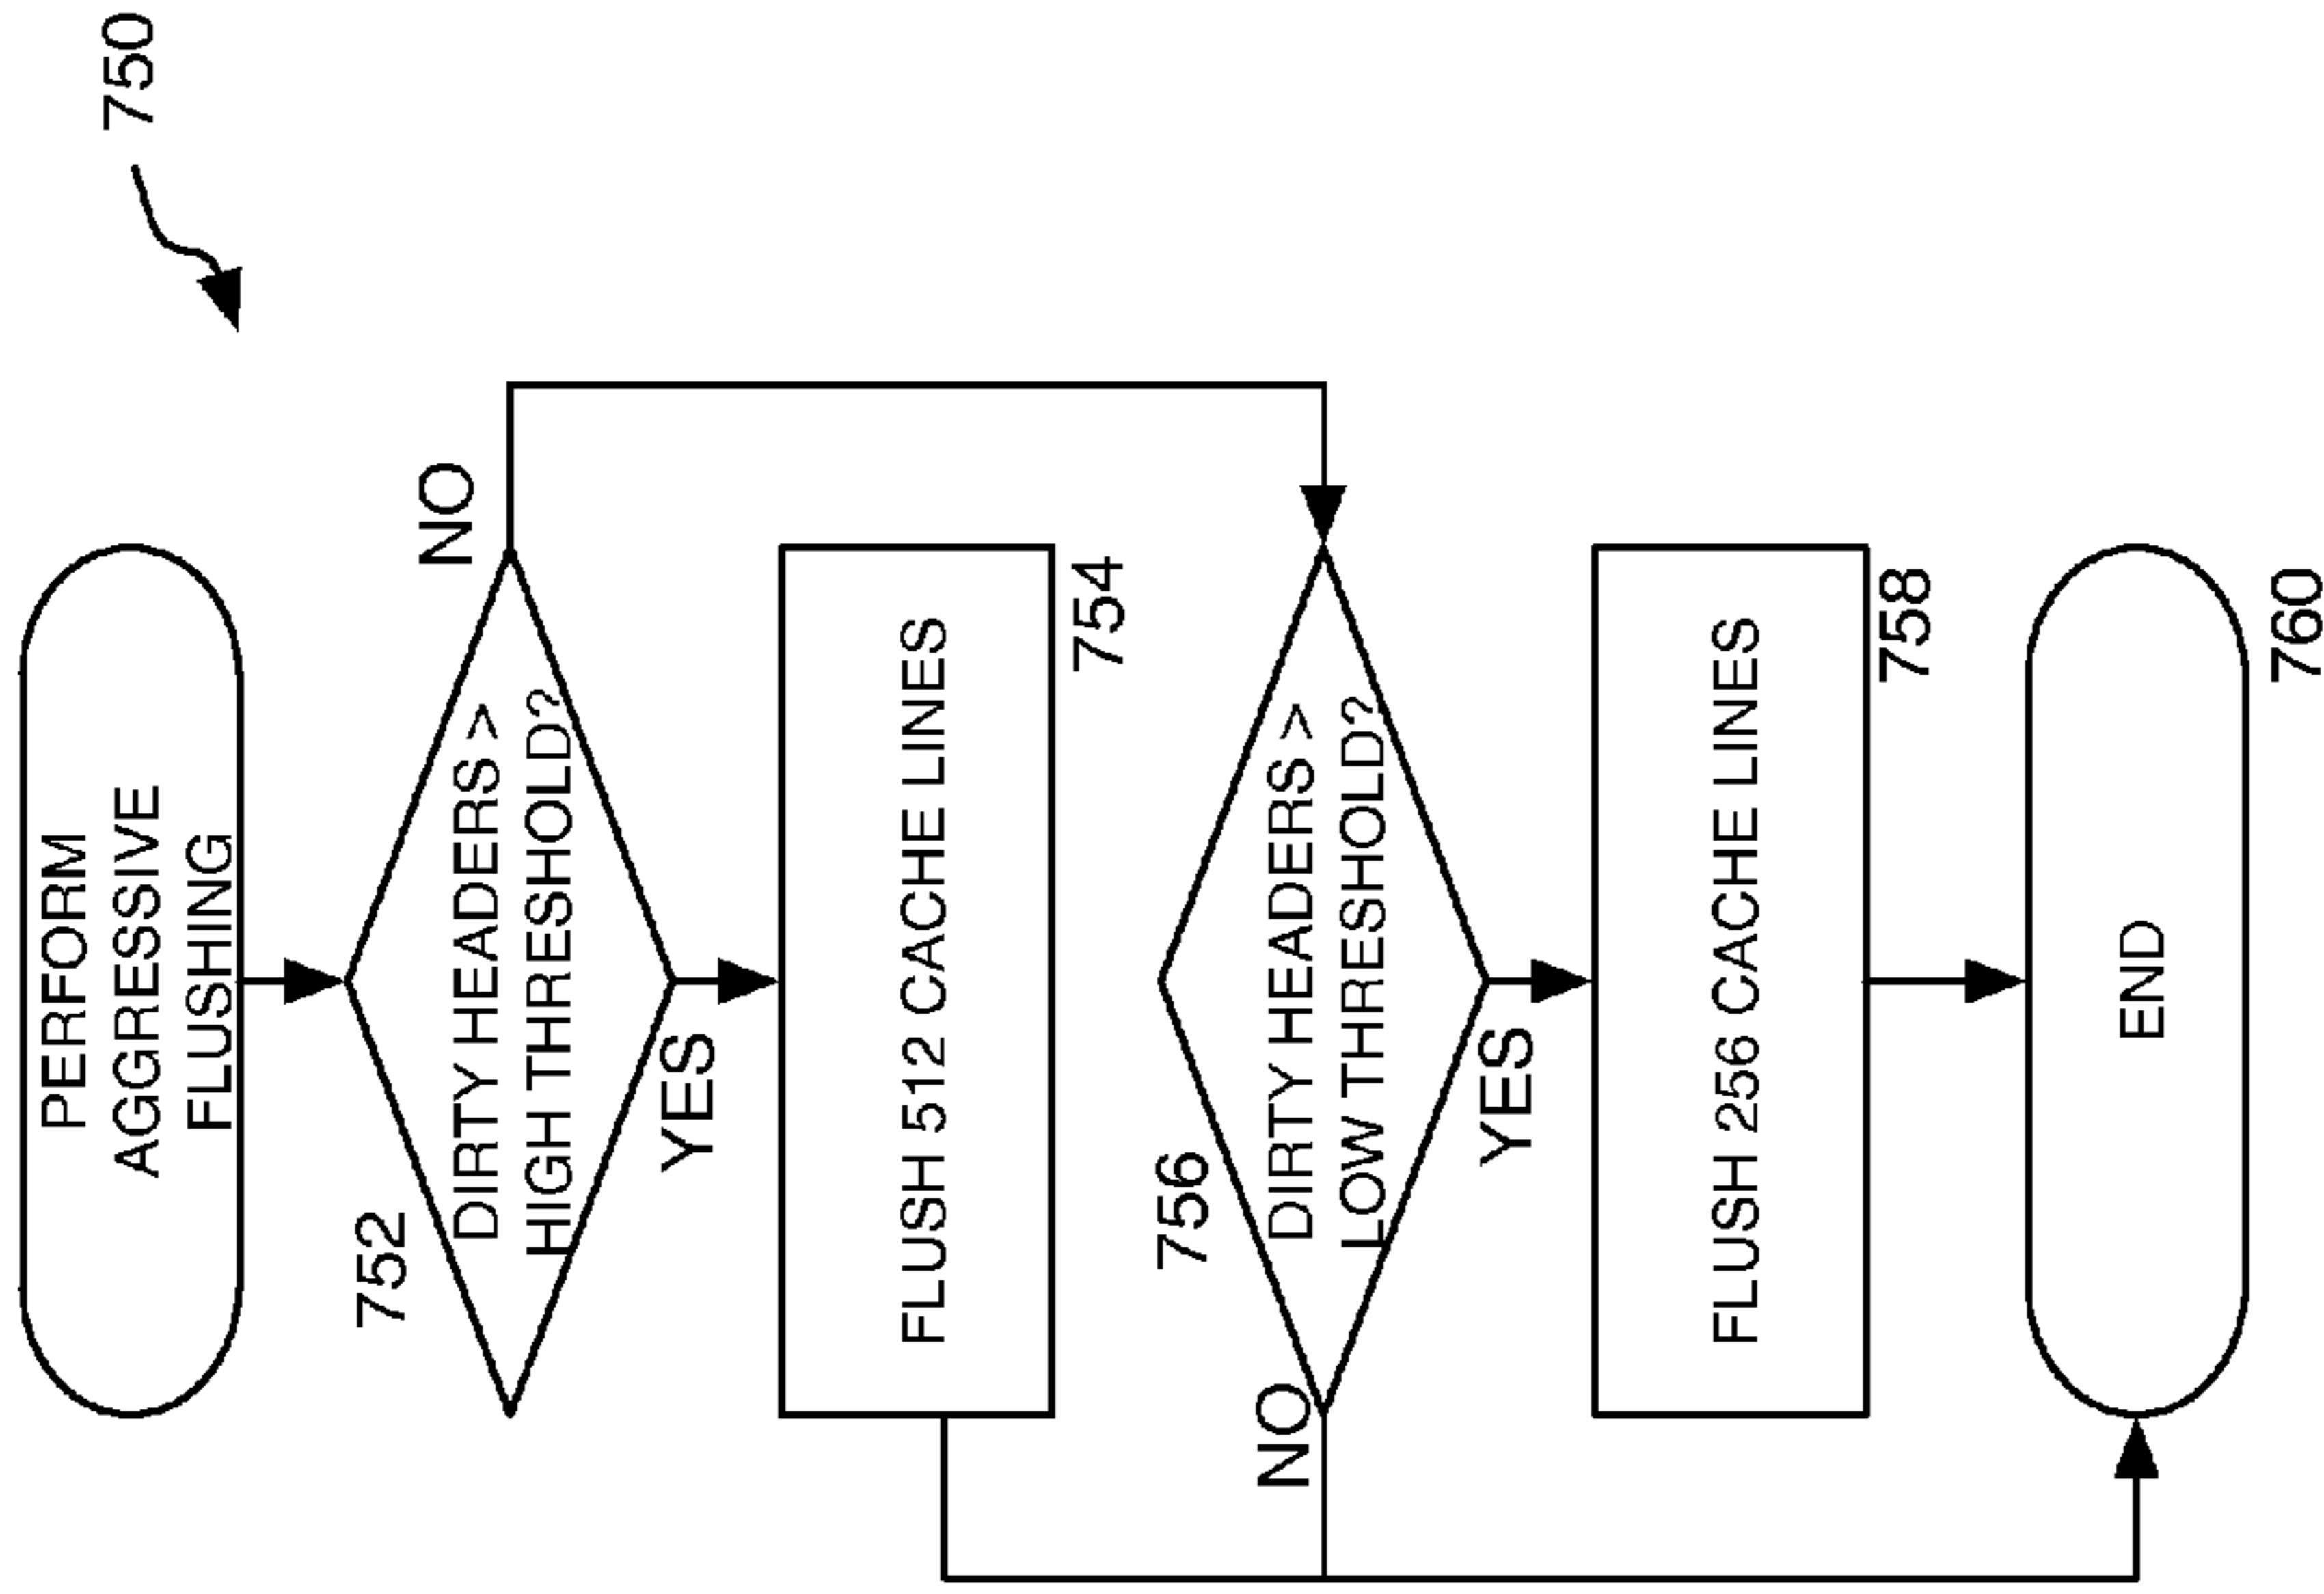 750
PERFORM
AGGRESSIVE
FLUSHING
752
DIRTY HEADERS >
HIGH THRESHOLD?
NO
YES
FLUSH 512 CACHE LINES
754
756
DIRTY HEADERS >
LOW THRESHOLD?
NO
YES
FLUSH 256 CACHE LINES
758
END
760